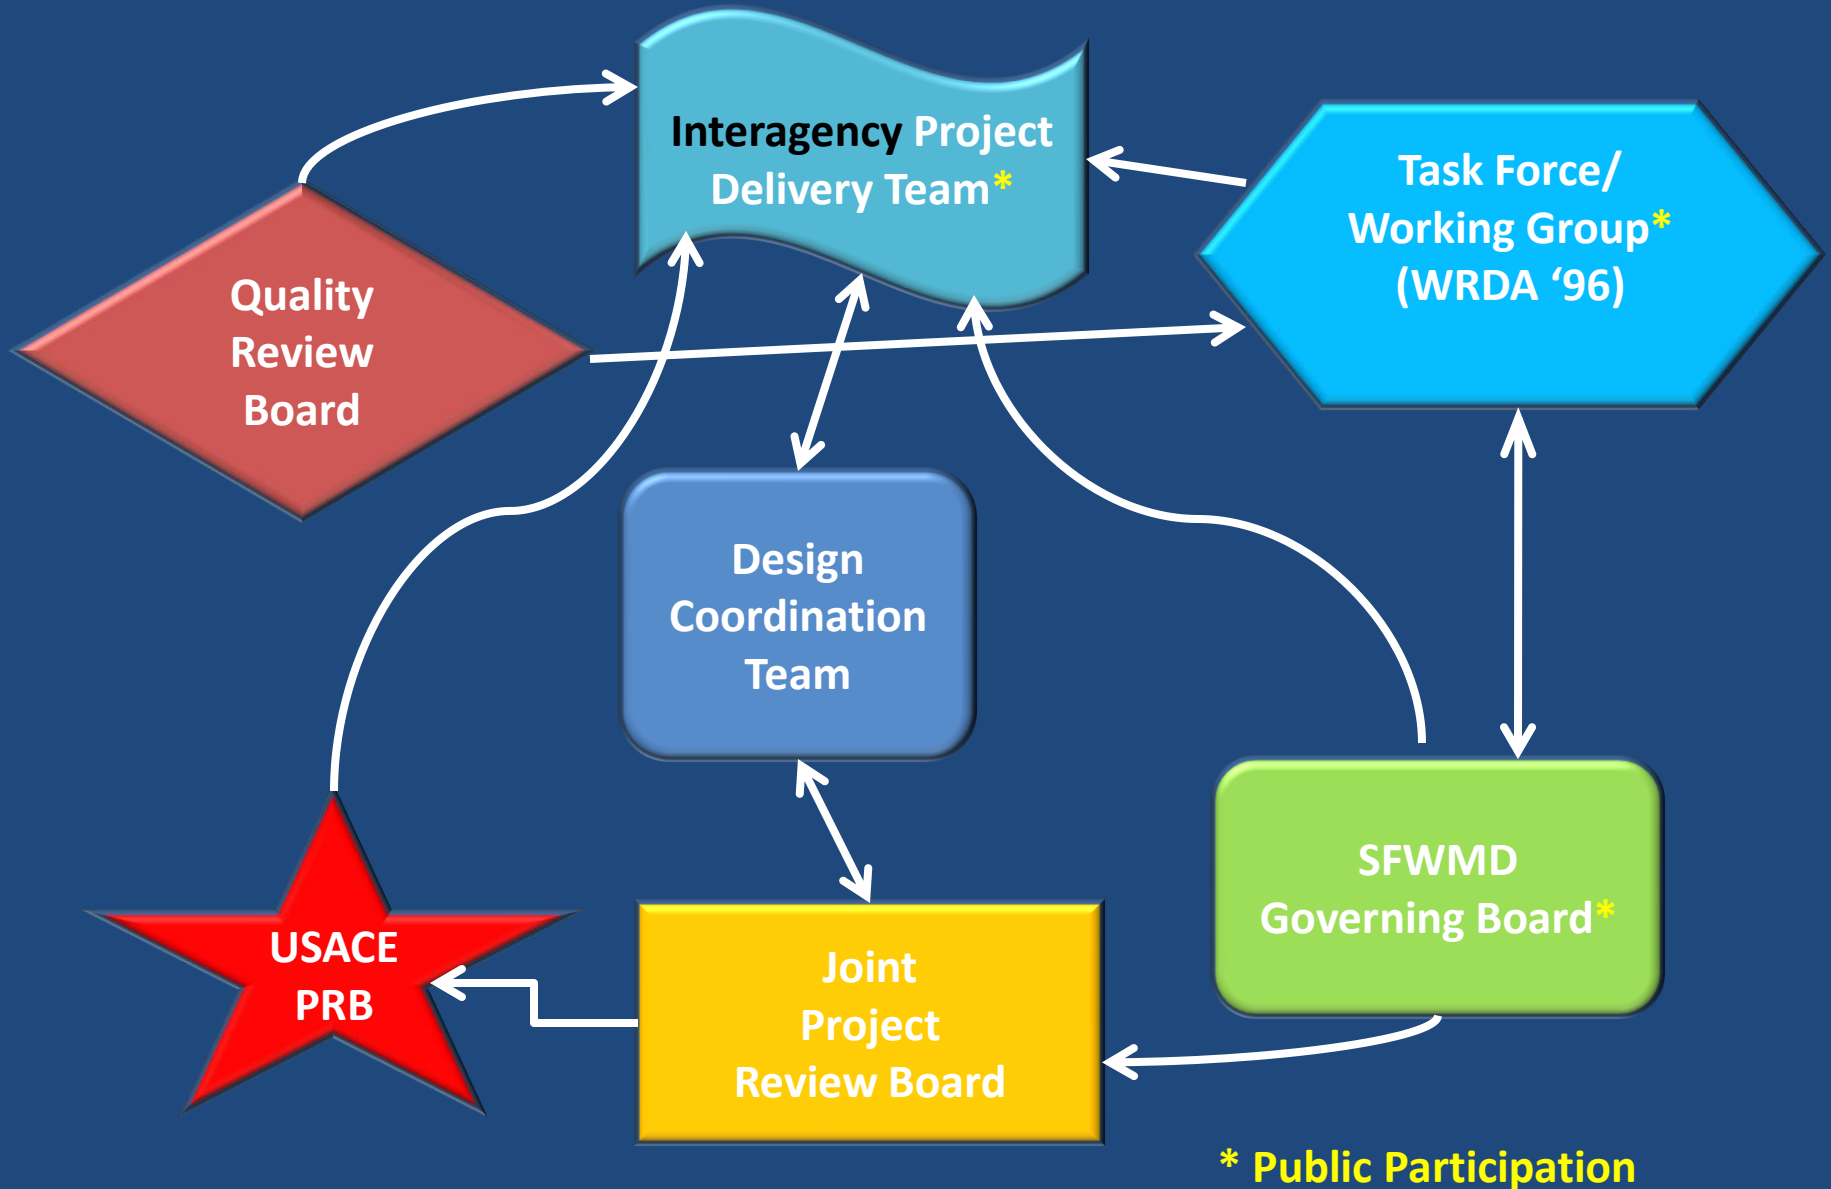 Interagency Project
Delivery Team*
Task Force/
Working Group*
(WRDA ‘96)
Quality
Review
Board
Design
Coordination
Team
SFWMD
Governing Board*
USACE
PRB
Joint
Project
Review Board
* Public Participation